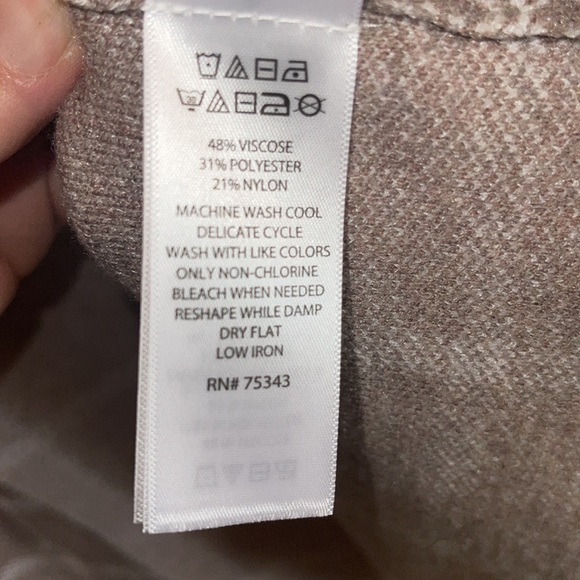 30
48% VISCOSE
31% POLYESTER
21% NYLON
MACHINE WASH COOL
DELICATE CYCLE
WASH WITH LIKE COLORS
ONLY NON-CHLORINE
BLEACH WHEN NEEDED
RESHAPE WHILE DAMP
DRY FLAT
LOW IRON
RN# 75343